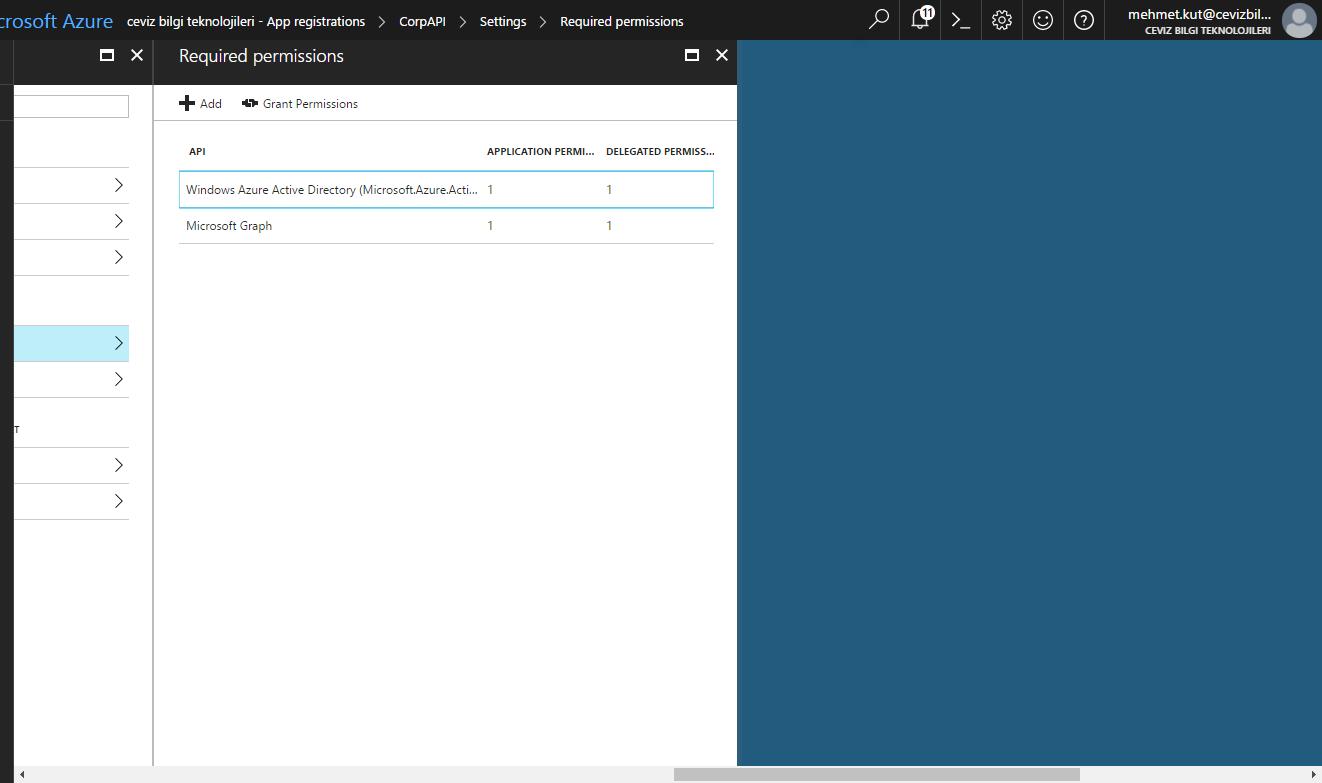 crosoft Azure ceviz bilgi teknolojileri - App registrations CorpAPI Settings Required permissions 11 >_ ? mehmet.kut@cevizbil...
CEVIZ BILGI TEKNOLOJILERI
Required permissions
Add Grant Permissions
API APPLICATION PERMI... DELEGATED PERMISS...
Windows Azure Active Directory (Microsoft.Azure.Acti... 1 1
Microsoft Graph 1 1
T